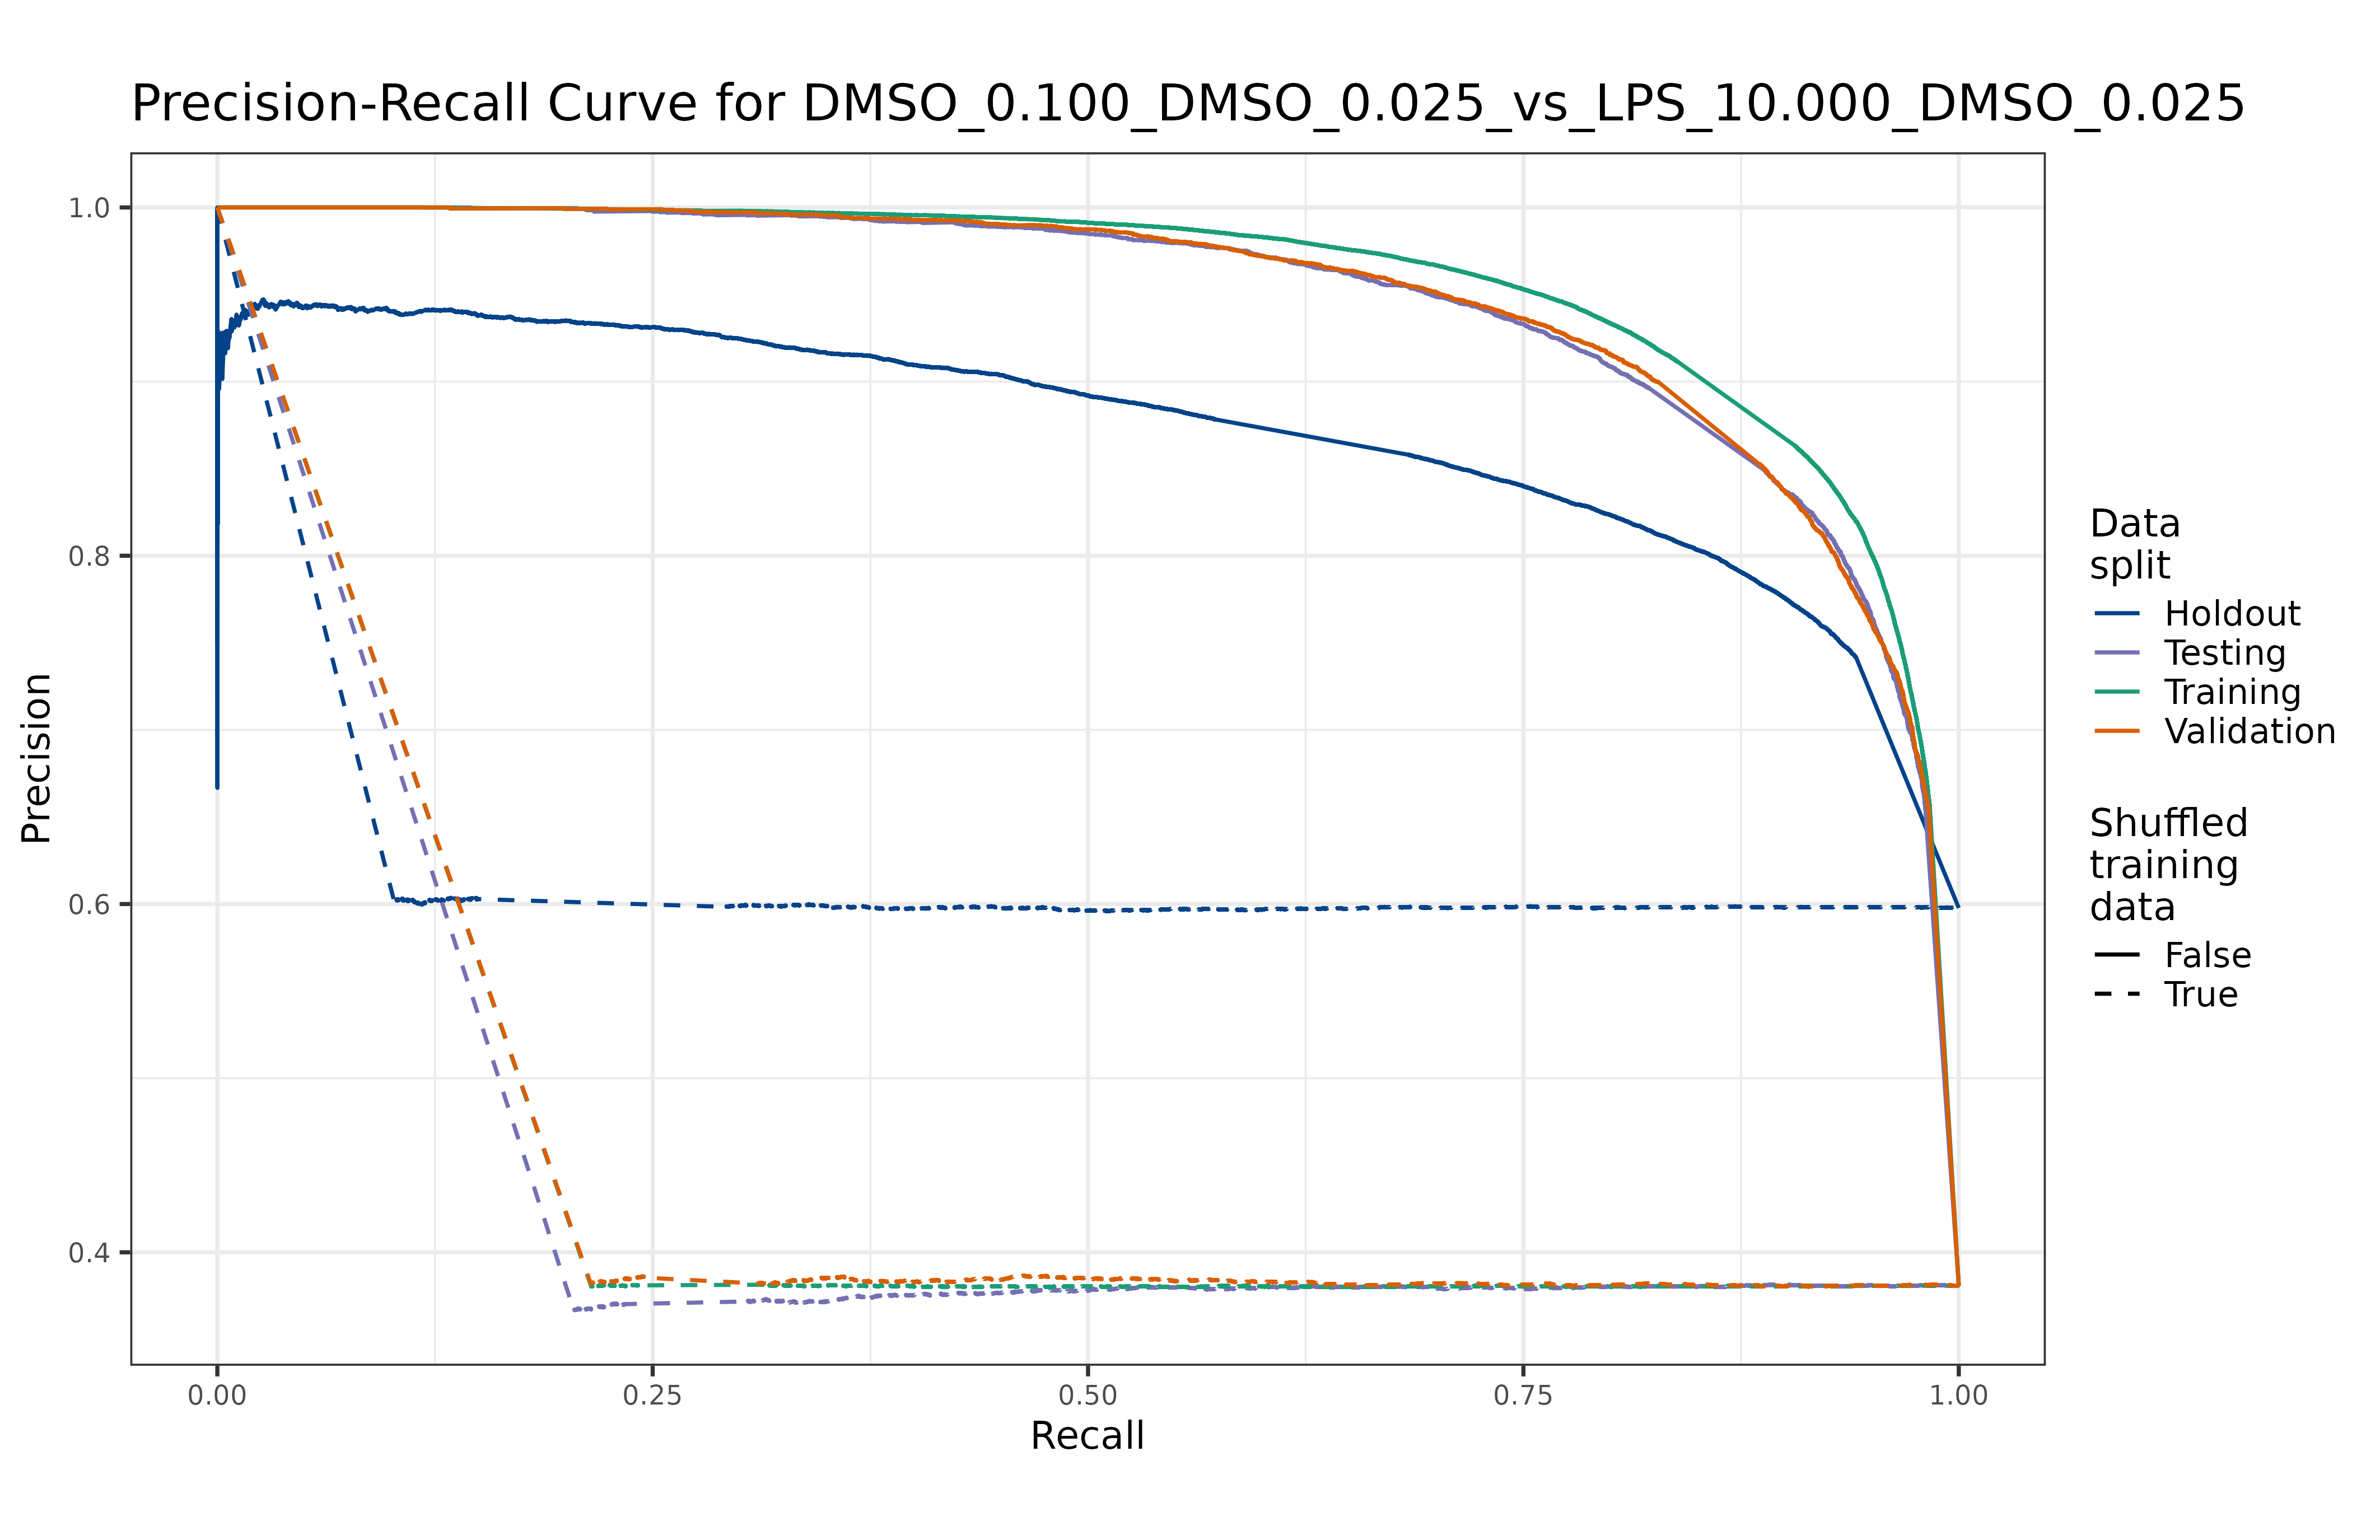 Precision-Recall Curve for DMSO_0.100_DMSO_0.025_vs_LPS_10.000_DMSO_0.025
1.0
0.8
0.6
0.4
Precision
0.00
0.25
0.50
0.75
1.00
Recall
Data
split
Holdout
Testing
Training
Validation
Shuffled
training
data
False
True